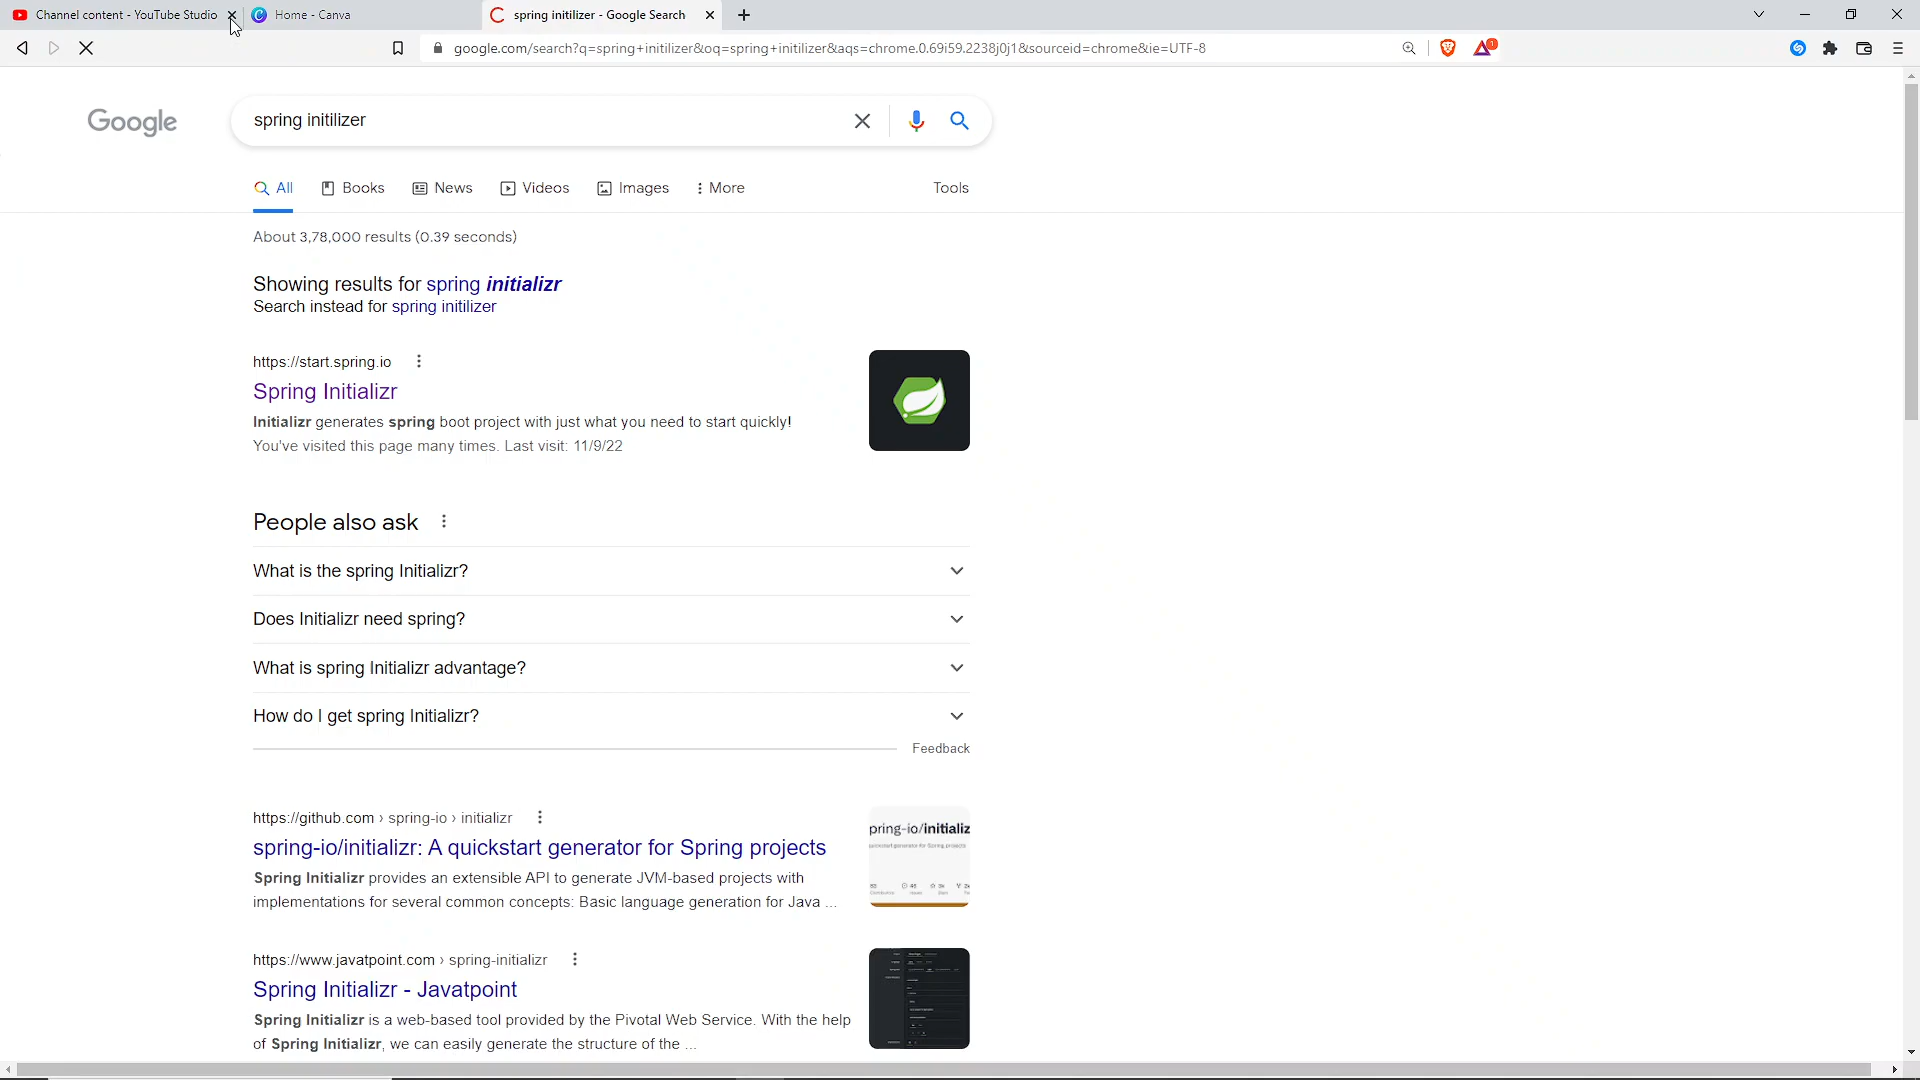 Channel content - YouTube Studio
Home - Canva
spring initilizer - Google Search
google.com/search?q=spring+initilizer&oq=spring+initilizer&aqs=chrome.0.69i59.2238j0j1&sourceid=chrome&ie=UTF-8
1
Google
spring initilizer
All
Books
News
Videos
Images
More
Tools
About 3,78,000 results (0.39 seconds)
Showing results for spring initializr
Search instead for spring initilizer
https://start.spring.io
Spring Initializr
Initializr generates spring boot project with just what you need to start quickly!
You've visited this page many times. Last visit: 11/9/22
People also ask
What is the spring Initializr?
Does Initializr need spring?
What is spring Initializr advantage?
How do I get spring Initializr?
Feedback
https://github.com › spring-io › initializr
spring-io/initializr: A quickstart generator for Spring projects
Spring Initializr provides an extensible API to generate JVM-based projects with
implementations for several common concepts: Basic language generation for Java ...
pring-io/initializ
https://www.javatpoint.com › spring-initializr
Spring Initializr - Javatpoint
Spring Initializr is a web-based tool provided by the Pivotal Web Service. With the help
of Spring Initializr, we can easily generate the structure of the ...